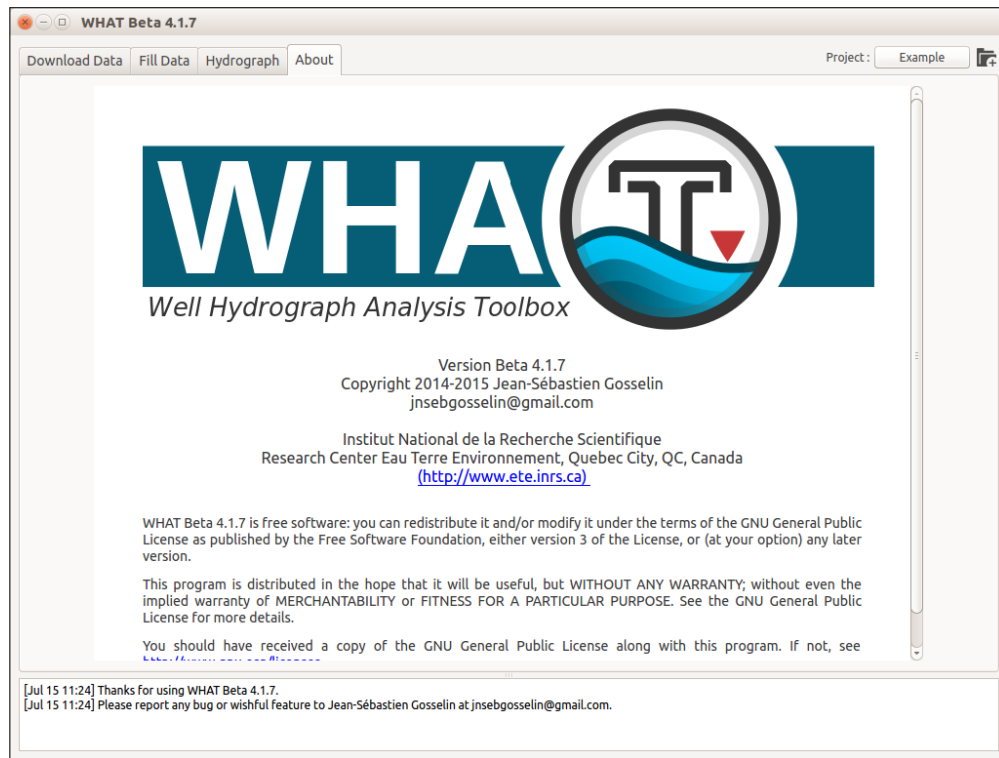 WHAT Beta 4.1.7
Download Data Fill Data Hydrograph About Project : Example
WHAT
Well Hydrograph Analysis Toolbox
Version Beta 4.1.7
Copyright 2014-2015 Jean-Sébastien Gosselin
jnsebgosselin@gmail.com
Institut National de la Recherche Scientifique
Research Center Eau Terre Environnement, Quebec City, QC, Canada
(http://www.ete.inrs.ca)
WHAT Beta 4.1.7 is free software: you can redistribute it and/or modify it under the terms of the GNU General Public
License as published by the Free Software Foundation, either version 3 of the License, or (at your option) any later
version.
This program is distributed in the hope that it will be useful, but WITHOUT ANY WARRANTY; without even the
implied warranty of MERCHANTABILITY or FITNESS FOR A PARTICULAR PURPOSE. See the GNU General Public
License for more details.
You should have received a copy of the GNU General Public License along with this program. If not, see
[Jul 15 11:24] Thanks for using WHAT Beta 4.1.7.
[Jul 15 11:24] Please report any bug or wishful feature to Jean-Sébastien Gosselin at jnsebgosselin@gmail.com.